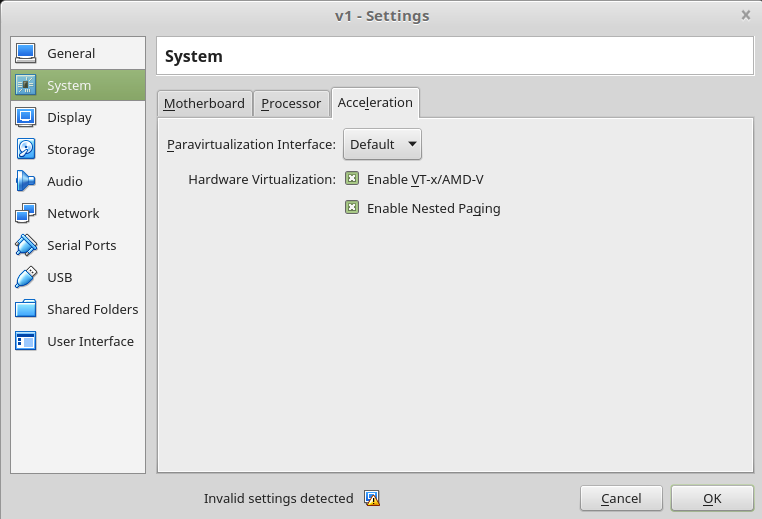 v1 - Settings
General
System
Display
Storage
Audio
Network
Serial Ports
USB
Shared Folders
User Interface
System
Motherboard Processor Acceleration
Paravirtualization Interface: Default
Hardware Virtualization: Enable VT-x/AMD-V
Enable Nested Paging
Invalid settings detected
Cancel OK